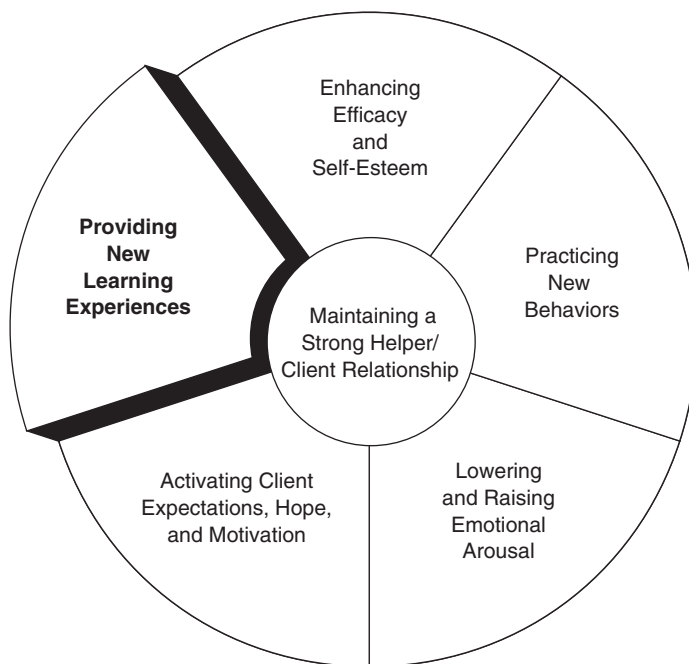 Enhancing
Efficacy
and
Self-Esteem
Providing
New
Learning
Experiences
Practicing
New
Behaviors
Maintaining a
Strong Helper/
Client Relationship
Activating Client
Expectations, Hope,
and Motivation
Lowering
and Raising
Emotional
Arousal